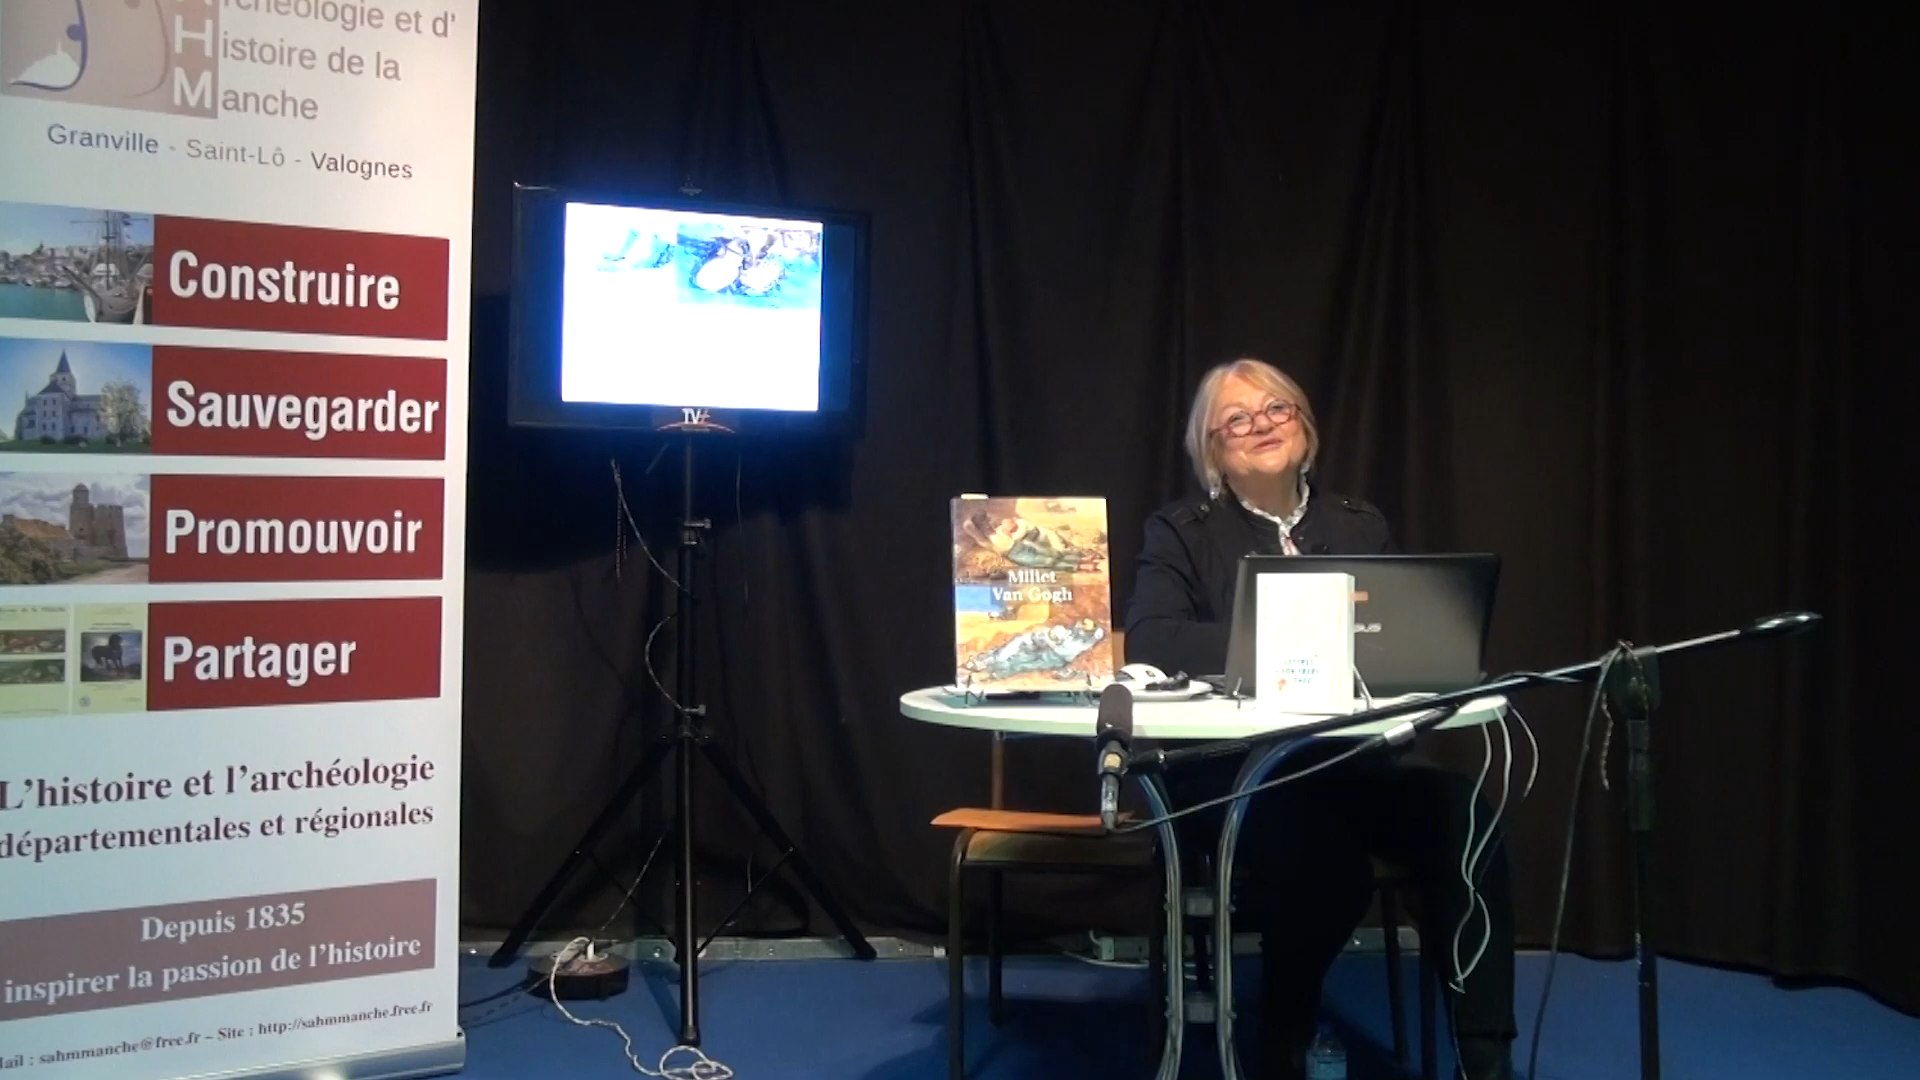 rchéologie et d'
Histoire de la
Manche
Granville - Saint-Lô - Valognes
Construire
Sauvegarder
Promouvoir
Partager
L'histoire et l'archéologie
départementales et régionales
Depuis 1835
inspirer la passion de l'histoire
ail : sahmmanche@free.fr – Site : http://sahmmanche.free.fr
TV
Millet
Van Gogh